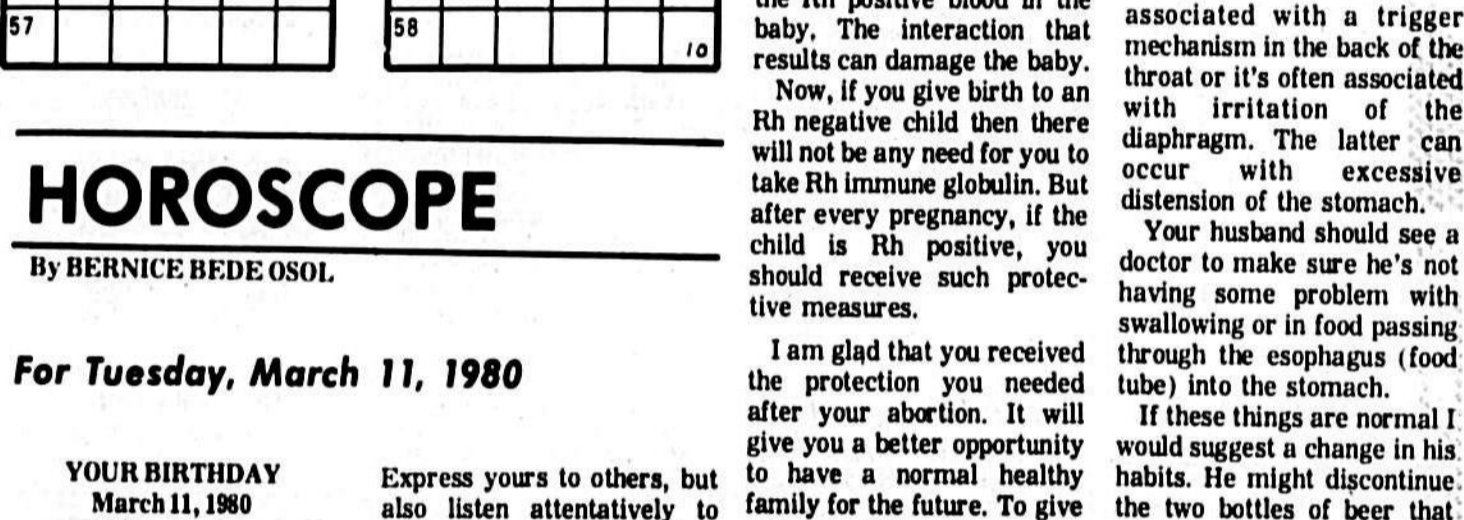 57
58
10
HOROSCOPE
By BERNICE BEDE OSOL
For Tuesday, March 11, 1980
YOUR BIRTHDAY
March 11, 1980
Express yours to others, but
also listen attentatively to
the Rh positive blood in the
baby. The interaction that
results can damage the baby.
Now, if you give birth to an
Rh negative child then there
will not be any need for you to
take Rh immune globulin. But
after every pregnancy, if the
child is Rh positive, you
should receive such protec-
tive measures.
I am glad that you received
the protection you needed
after your abortion. It will
give you a better opportunity
to have a normal healthy
family for the future. To give
associated with a trigger
mechanism in the back of the
throat or it's often associated
with irritation of the
diaphragm. The latter can
occur with excessive
distension of the stomach.
Your husband should see a
doctor to make sure he's not
having some problem with
swallowing or in food passing
through the esophagus (food
tube) into the stomach.
If these things are normal I
would suggest a change in his
habits. He might discontinue
the two bottles of beer that